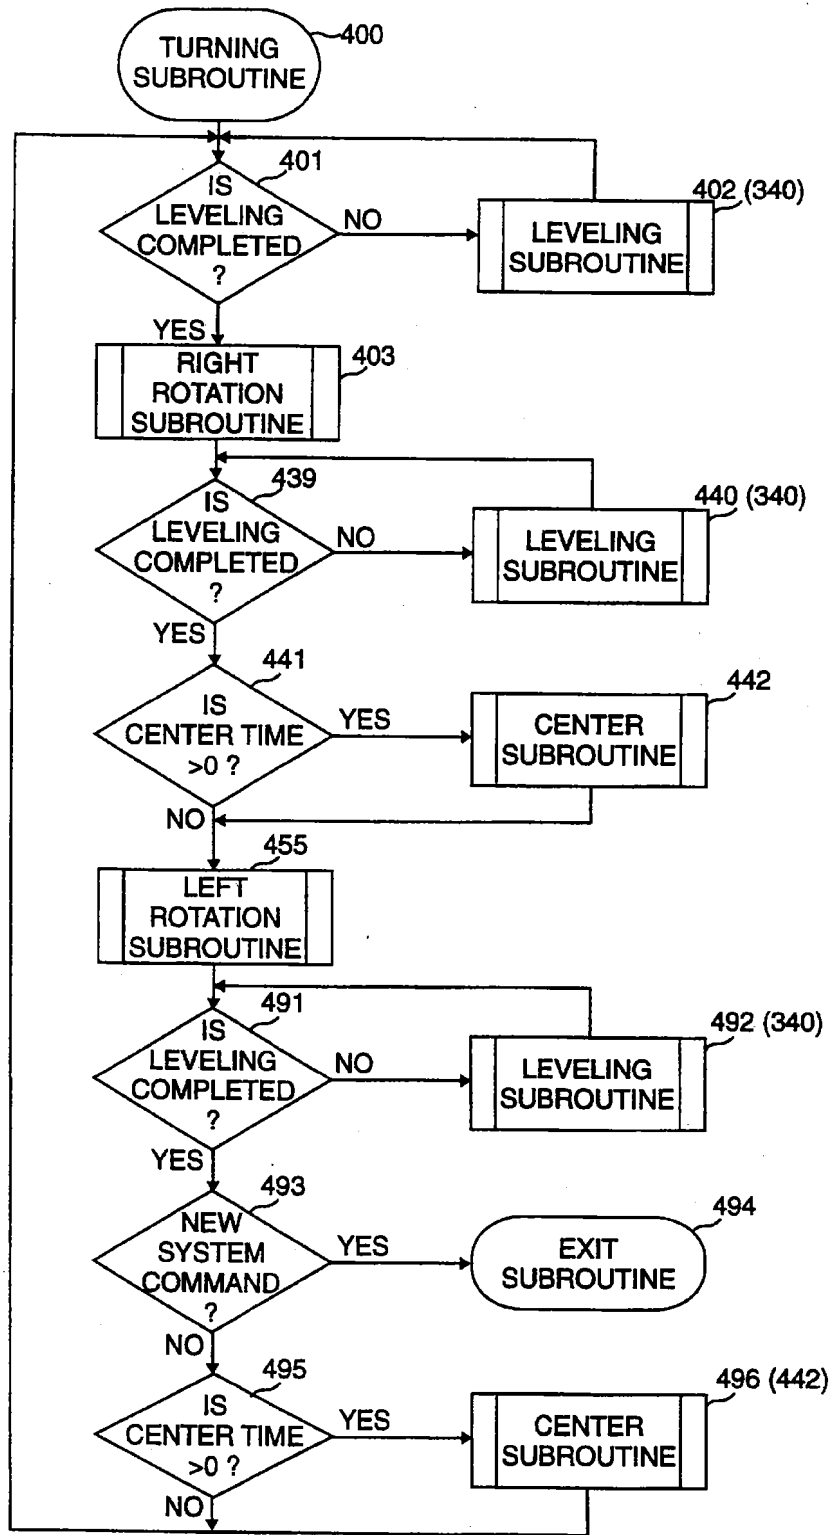 TURNING
SUBROUTINE
400
401
IS
LEVELING
COMPLETED
?
NO
402 (340)
LEVELING
SUBROUTINE
YES
RIGHT
ROTATION
SUBROUTINE
403
439
IS
LEVELING
COMPLETED
?
NO
440 (340)
LEVELING
SUBROUTINE
YES
441
IS
CENTER TIME
>0 ?
YES
442
CENTER
SUBROUTINE
NO
455
LEFT
ROTATION
SUBROUTINE
491
IS
LEVELING
COMPLETED
?
NO
492 (340)
LEVELING
SUBROUTINE
YES
493
NEW
SYSTEM
COMMAND
?
YES
494
EXIT
SUBROUTINE
NO
495
IS
CENTER TIME
>0 ?
YES
496 (442)
CENTER
SUBROUTINE
NO